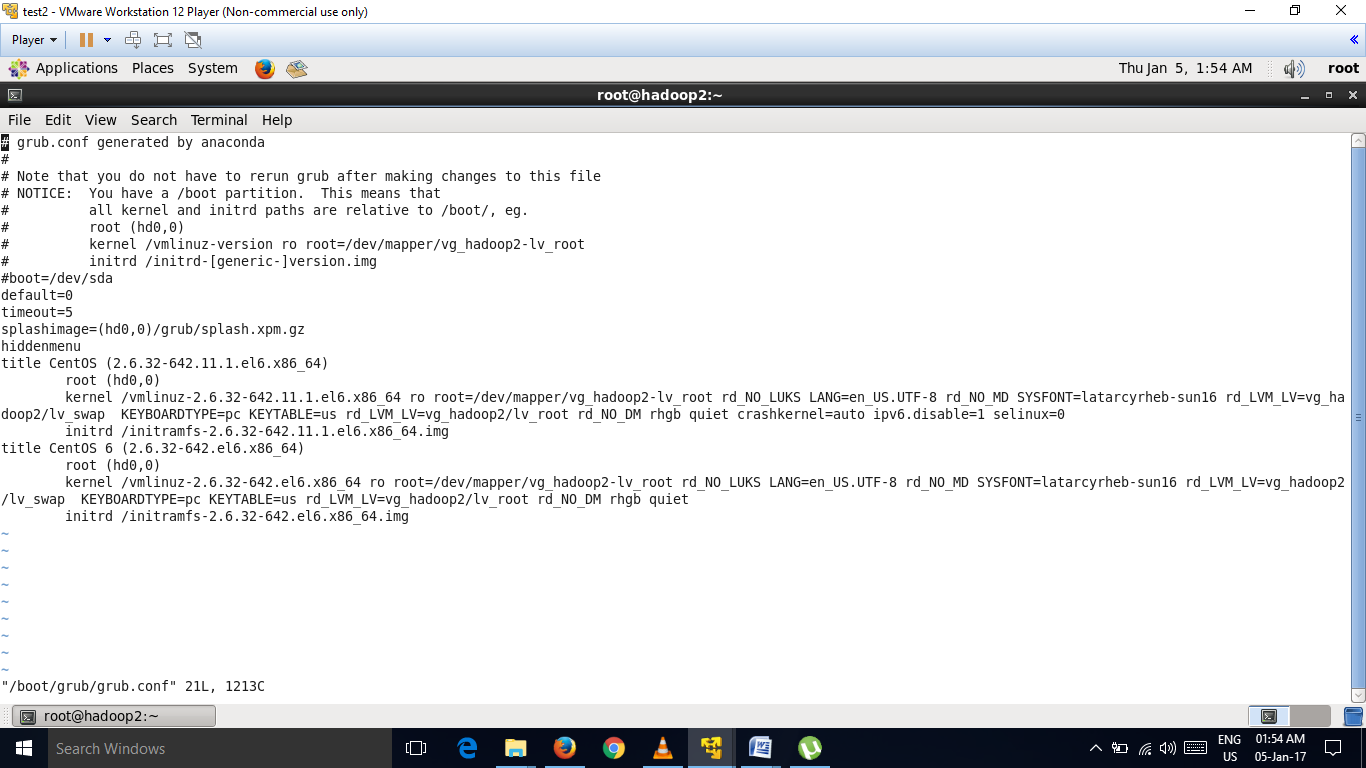 test2 - VMware Workstation 12 Player (Non-commercial use only)
Player
Applications Places System Thu Jan 5, 1:54 AM root
root@hadoop2:~
File Edit View Search Terminal Help
# grub.conf generated by anaconda
#
# Note that you do not have to rerun grub after making changes to this file
# NOTICE:  You have a /boot partition.  This means that
#          all kernel and initrd paths are relative to /boot/, eg.
#          root (hd0,0)
#          kernel /vmlinuz-version ro root=/dev/mapper/vg_hadoop2-lv_root
#          initrd /initrd-[generic-]version.img
#boot=/dev/sda
default=0
timeout=5
splashimage=(hd0,0)/grub/splash.xpm.gz
hiddenmenu
title CentOS (2.6.32-642.11.1.el6.x86_64)
        root (hd0,0)
        kernel /vmlinuz-2.6.32-642.11.1.el6.x86_64 ro root=/dev/mapper/vg_hadoop2-lv_root rd_NO_LUKS LANG=en_US.UTF-8 rd_NO_MD SYSFONT=latarcyrheb-sun16 rd_LVM_LV=vg_ha
doop2/lv_swap  KEYBOARDTYPE=pc KEYTABLE=us rd_LVM_LV=vg_hadoop2/lv_root rd_NO_DM rhgb quiet crashkernel=auto ipv6.disable=1 selinux=0
        initrd /initramfs-2.6.32-642.11.1.el6.x86_64.img
title CentOS 6 (2.6.32-642.el6.x86_64)
        root (hd0,0)
        kernel /vmlinuz-2.6.32-642.el6.x86_64 ro root=/dev/mapper/vg_hadoop2-lv_root rd_NO_LUKS LANG=en_US.UTF-8 rd_NO_MD SYSFONT=latarcyrheb-sun16 rd_LVM_LV=vg_hadoop2
/lv_swap  KEYBOARDTYPE=pc KEYTABLE=us rd_LVM_LV=vg_hadoop2/lv_root rd_NO_DM rhgb quiet
        initrd /initramfs-2.6.32-642.el6.x86_64.img
~
~
~
~
~
~
~
~
~
"/boot/grub/grub.conf" 21L, 1213C
root@hadoop2:~
Search Windows
ENG 01:54 AM
US 05-Jan-17